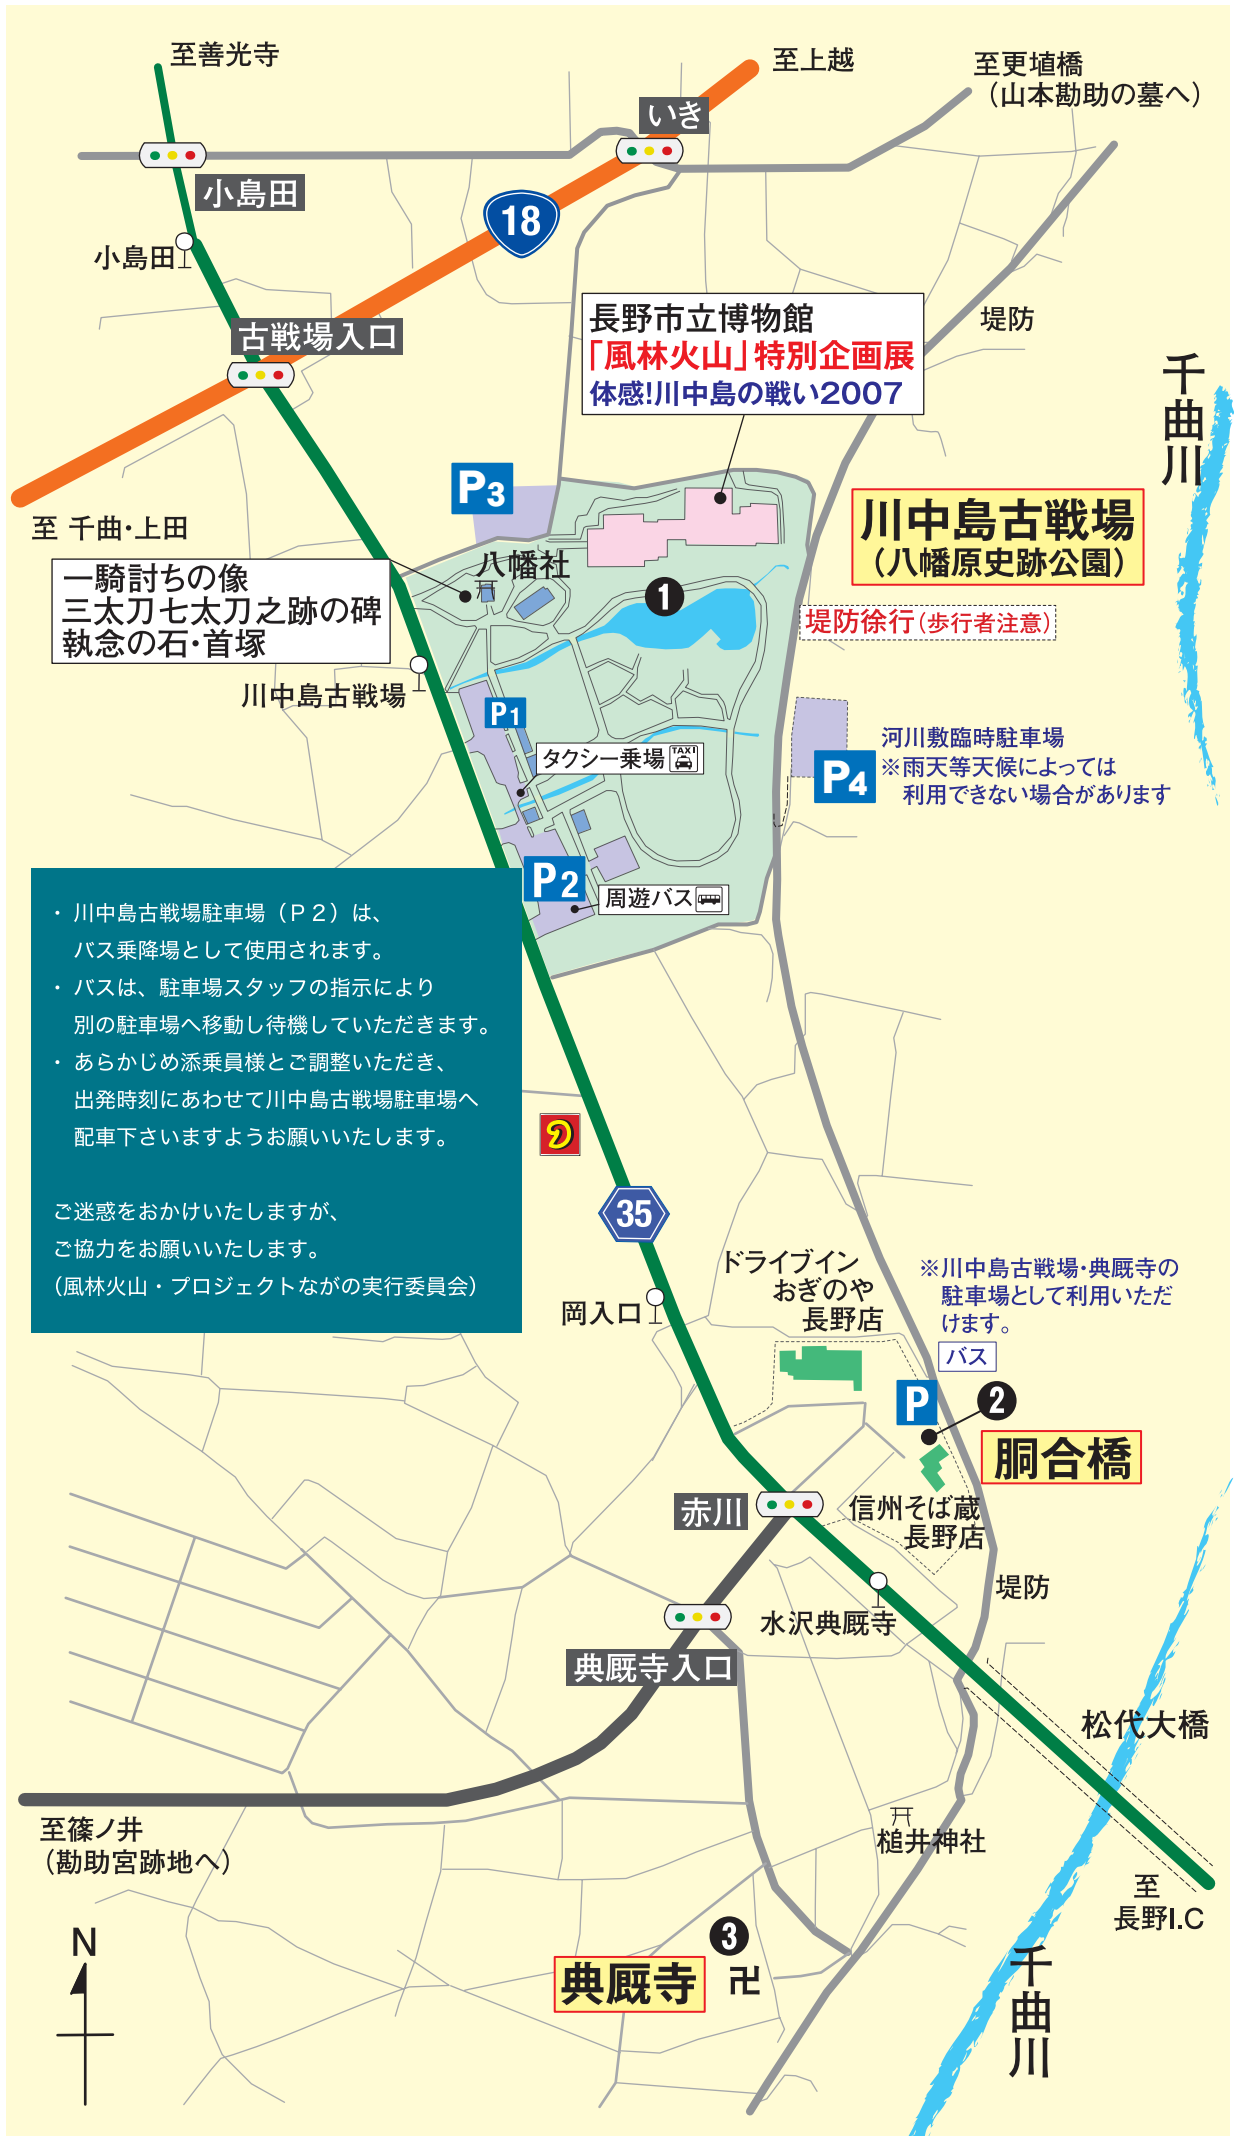 至善光寺
至上越
至更埴橋
(山本勘助の墓へ)
いき
小島田
18
小島田
古戦場入口
堤防
長野市立博物館
「風林火山」特別企画展
体感!川中島の戦い2007
千曲川
P3
至 千曲・上田
川中島古戦場
(八幡原史跡公園)
八幡社
一騎討ちの像
三太刀七太刀之跡の碑
執念の石・首塚
1
堤防徐行(歩行者注意)
川中島古戦場
P1
タクシー乗場
TAXI
P4
河川敷臨時駐車場
※雨天等天候によっては
利用できない場合があります
P2
周遊バス
・ 川中島古戦場駐車場(P2)は、
バス乗降場として使用されます。
・ バスは、駐車場スタッフの指示により
別の駐車場へ移動し待機していただきます。
・ あらかじめ添乗員様とご調整いただき、
出発時刻にあわせて川中島古戦場駐車場へ
配車下さいますようお願いいたします。
ご迷惑をおかけいたしますが、
ご協力をお願いいたします。
(風林火山・プロジェクトながの実行委員会)
35
岡入口
ドライブイン
おぎのや
長野店
※川中島古戦場・典厩寺の
駐車場として利用いただ
けます。
バス
P
2
胴合橋
赤川
信州そば蔵
長野店
堤防
水沢典厩寺
典厩寺入口
松代大橋
至篠ノ井
(勘助宮跡地へ)
槌井神社
至
長野I.C
N
3
典厩寺
卍
千曲川